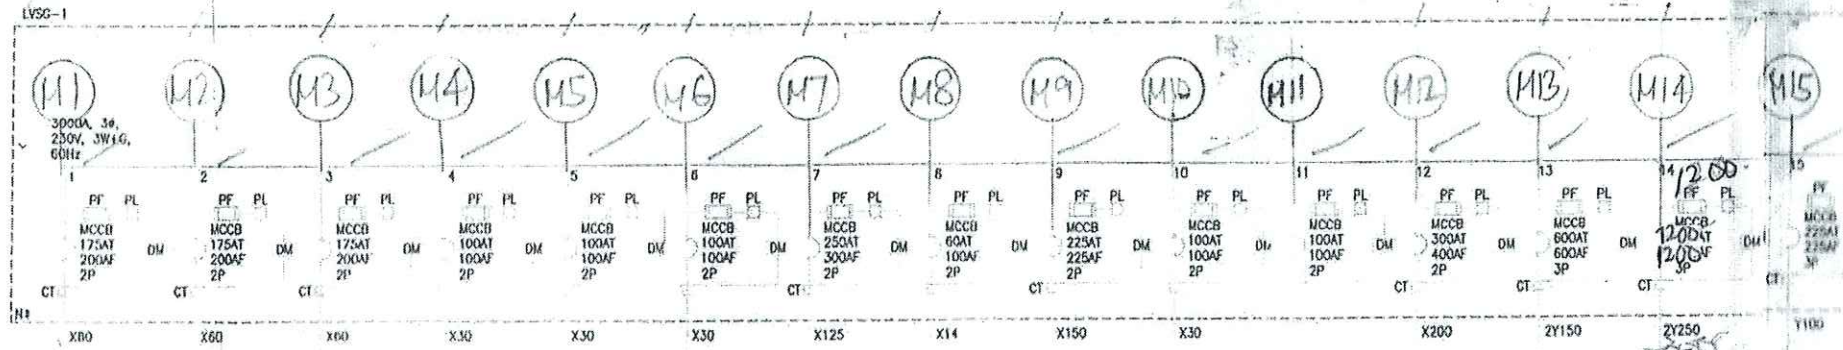 LVSG-1
M1 M2 M3 M4 M5 M6 M7 M8 M9 M10 M11 M12 M13 M14 M15
3000A, 3ø,
230V, 3W+G,
60Hz
1 2 3 4 5 6 7 8 9 10 11 12 13 14 15
1200
PF PL PF PL PF PL PF PL PF PL PF PL PF PL PF PL PF PL PF PL PF PL PF PL PF PL PF PL PF
MCCB MCCB MCCB MCCB MCCB MCCB MCCB MCCB MCCB MCCB MCCB MCCB MCCB MCCB MCCB
175AT 175AT 175AT 100AT 100AT 100AT 250AT 60AT 225AT 100AT 100AT 300AT 600AT 1200AT 225AT
DM DM DM DM DM DM DM DM DM DM DM DM DM DM
200AF 200AF 200AF 100AF 100AF 100AF 300AF 100AF 225AF 100AF 100AF 400AF 600AF 1200AF 225AF
2P 2P 2P 2P 2P 2P 2P 2P 2P 2P 2P 2P 3P 3P 3P
CT CT CT CT CT CT CT CT CT
X60 X60 X30 X30 X30 X125 X14 X150 X30 X200 2Y150 2Y250 Y100